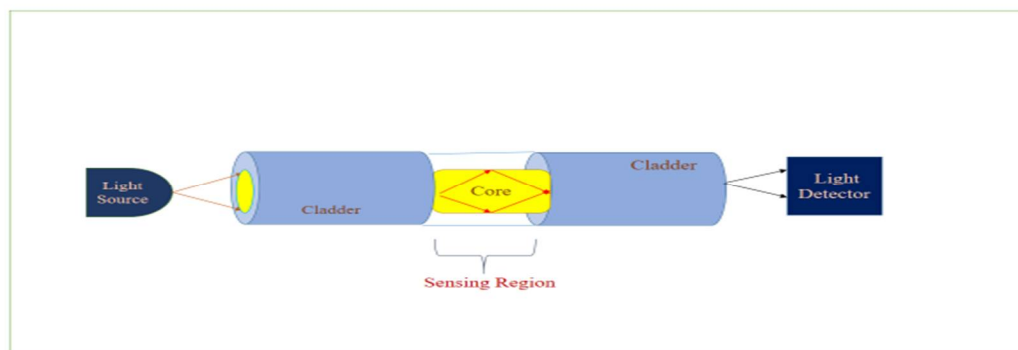 Light
Source
Cladder
Core
Cladder
Light
Detector
Sensing Region